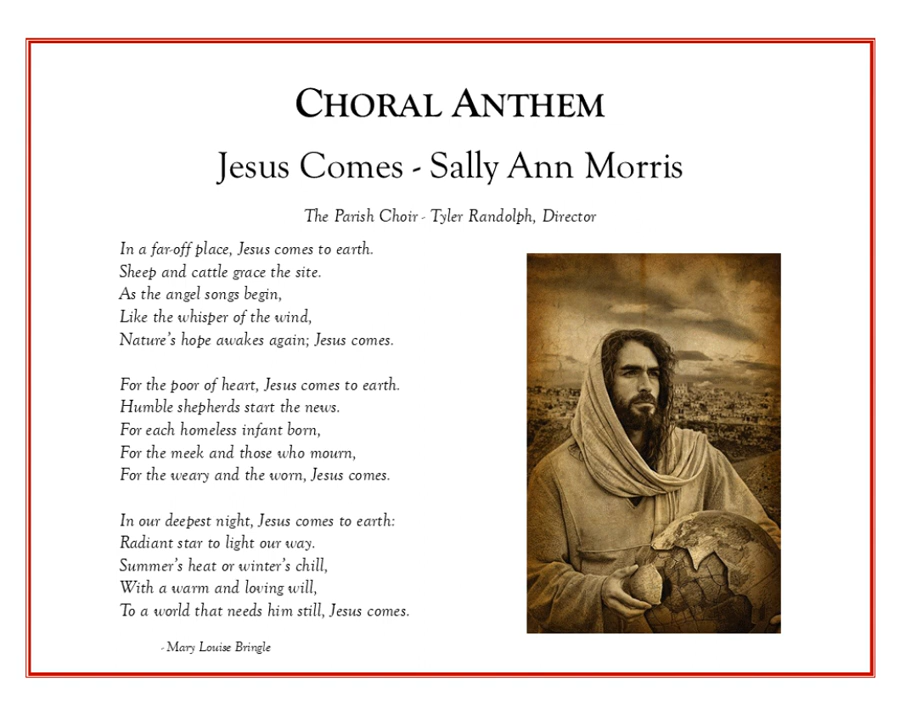 CHORAL ANTHEM
Jesus Comes - Sally Ann Morris
The Parish Choir - Tyler Randolph, Director
In a far-off place, Jesus comes to earth.
Sheep and cattle grace the site.
As the angel songs begin,
Like the whisper of the wind,
Nature's hope awakes again; Jesus comes.
For the poor of heart, Jesus comes to earth.
Humble shepherds start the news.
For each homeless infant born,
For the meek and those who mourn,
For the weary and the worn, Jesus comes.
In our deepest night, Jesus comes to earth:
Radiant star to light our way.
Summer's heat or winter's chill,
With a warm and loving will,
To a world that needs him still, Jesus comes.
- Mary Louise Bringle